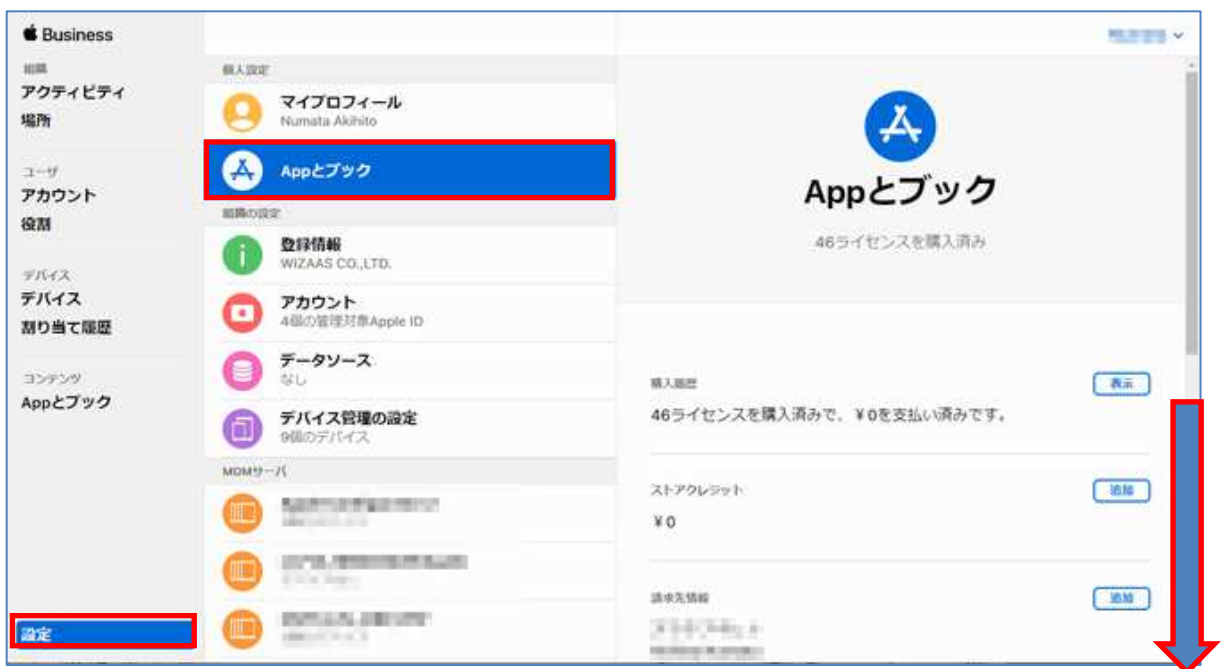 Business
組織
アクティビティ
場所
ユーザ
アカウント
役割
デバイス
デバイス
割り当て履歴
コンテンツ
Appとブック
設定
個人設定
マイプロフィール
Numata Akihito
Appとブック
組織の設定
登録情報
WIZAAS CO.,LTD.
アカウント
4個の管理対象Apple ID
データソース
なし
デバイス管理の設定
9個のデバイス
MDMサーバ
Appとブック
46ライセンスを購入済み
購入履歴
表示
46ライセンスを購入済みで、¥0を支払い済みです。
ストアクレジット
追加
¥0
請求先情報
追加